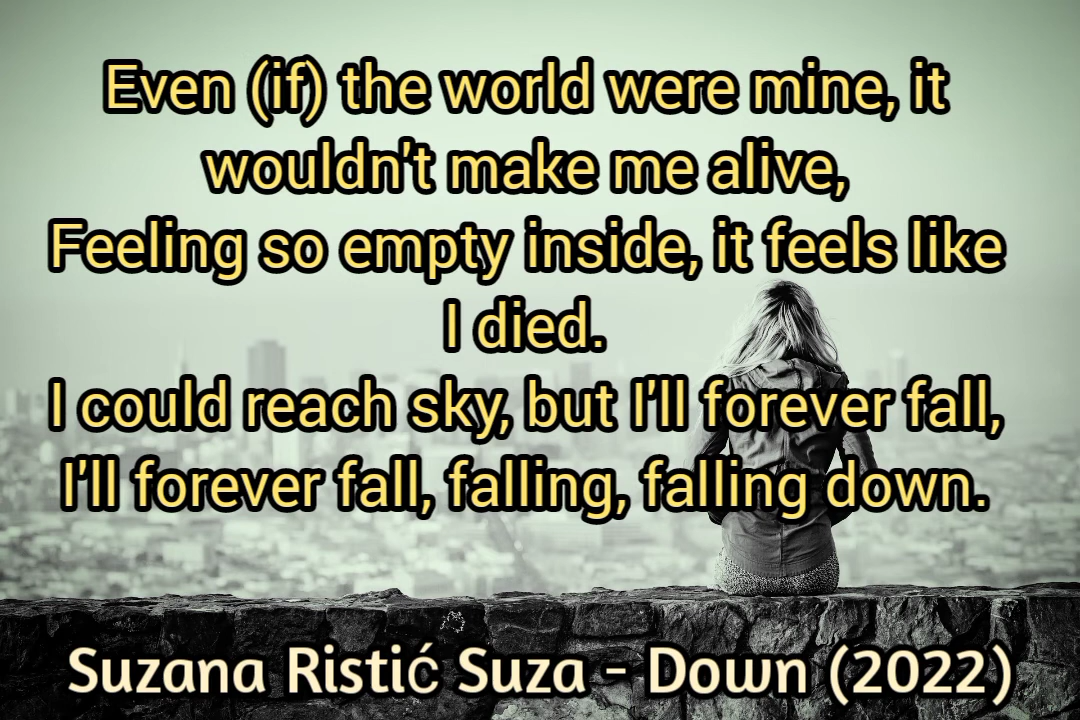 Even (if) the world were mine, it
wouldn't make me alive,
Feeling so empty inside, it feels like
I died.
I could reach sky, but I'll forever fall,
I'll forever fall, falling, falling down.
Suzana Ristić Suza - Down (2022)